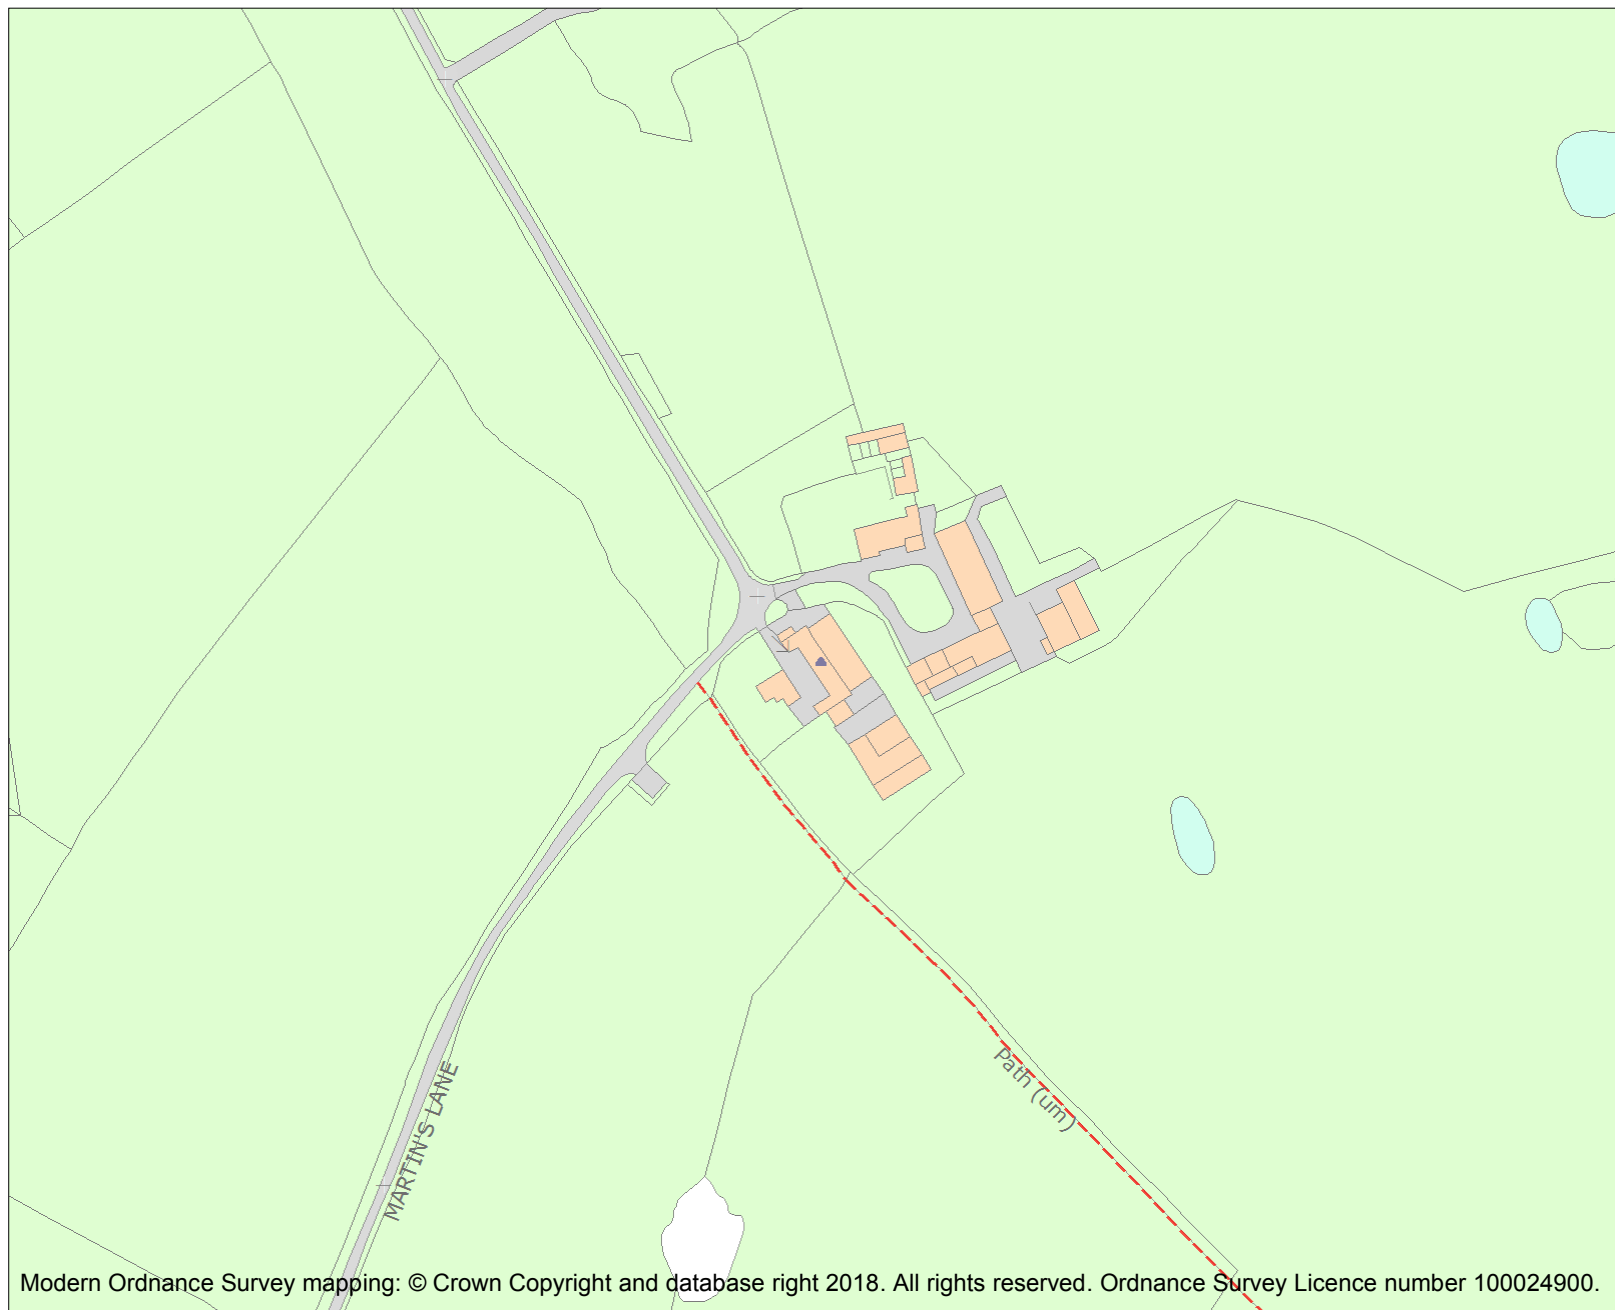 Path (um)
MARTIN'S LANE
Modern Ordnance Survey mapping: © Crown Copyright and database right 2018. All rights reserved. Ordnance Survey Licence number 100024900.